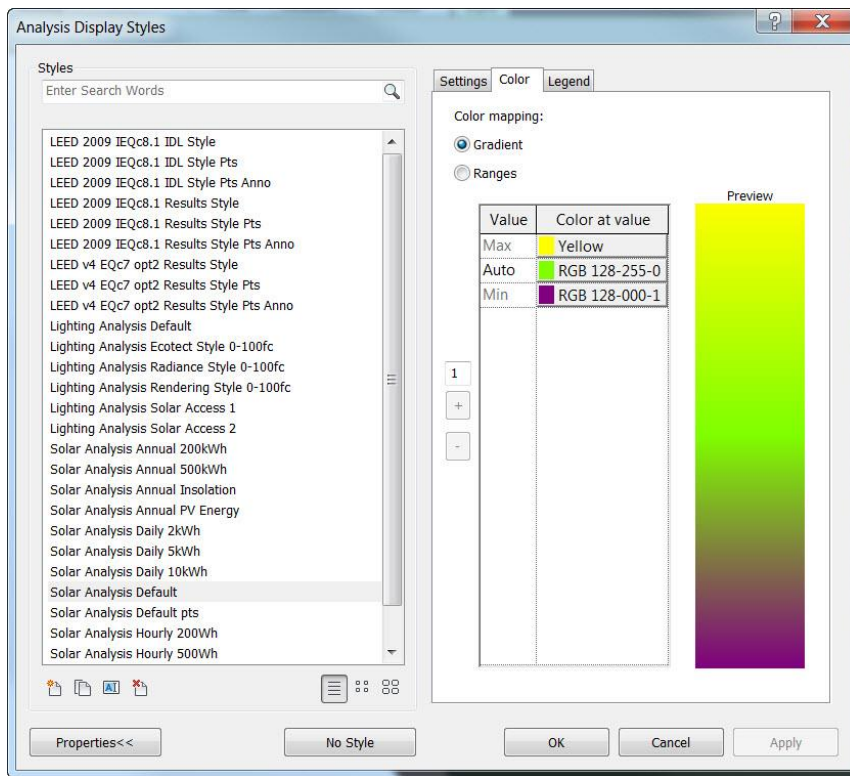 Analysis Display Styles
Styles
Enter Search Words
LEED 2009 IEQc8.1 IDL Style
LEED 2009 IEQc8.1 IDL Style Pts
LEED 2009 IEQc8.1 IDL Style Pts Anno
LEED 2009 IEQc8.1 Results Style
LEED 2009 IEQc8.1 Results Style Pts
LEED 2009 IEQc8.1 Results Style Pts Anno
LEED v4 EQc7 opt2 Results Style
LEED v4 EQc7 opt2 Results Style Pts
LEED v4 EQc7 opt2 Results Style Pts Anno
Lighting Analysis Default
Lighting Analysis Ecotect Style 0-100fc
Lighting Analysis Radiance Style 0-100fc
Lighting Analysis Rendering Style 0-100fc
Lighting Analysis Solar Access 1
Lighting Analysis Solar Access 2
Solar Analysis Annual 200kWh
Solar Analysis Annual 500kWh
Solar Analysis Annual Insolation
Solar Analysis Annual PV Energy
Solar Analysis Daily 2kWh
Solar Analysis Daily 5kWh
Solar Analysis Daily 10kWh
Solar Analysis Default
Solar Analysis Default pts
Solar Analysis Hourly 200Wh
Solar Analysis Hourly 500Wh
AI
Properties<<
No Style
Settings Color Legend
Color mapping:
Gradient
Ranges
Preview
Value Color at value
Max Yellow
Auto RGB 128-255-0
Min RGB 128-000-1
1
+
-
OK
Cancel
Apply